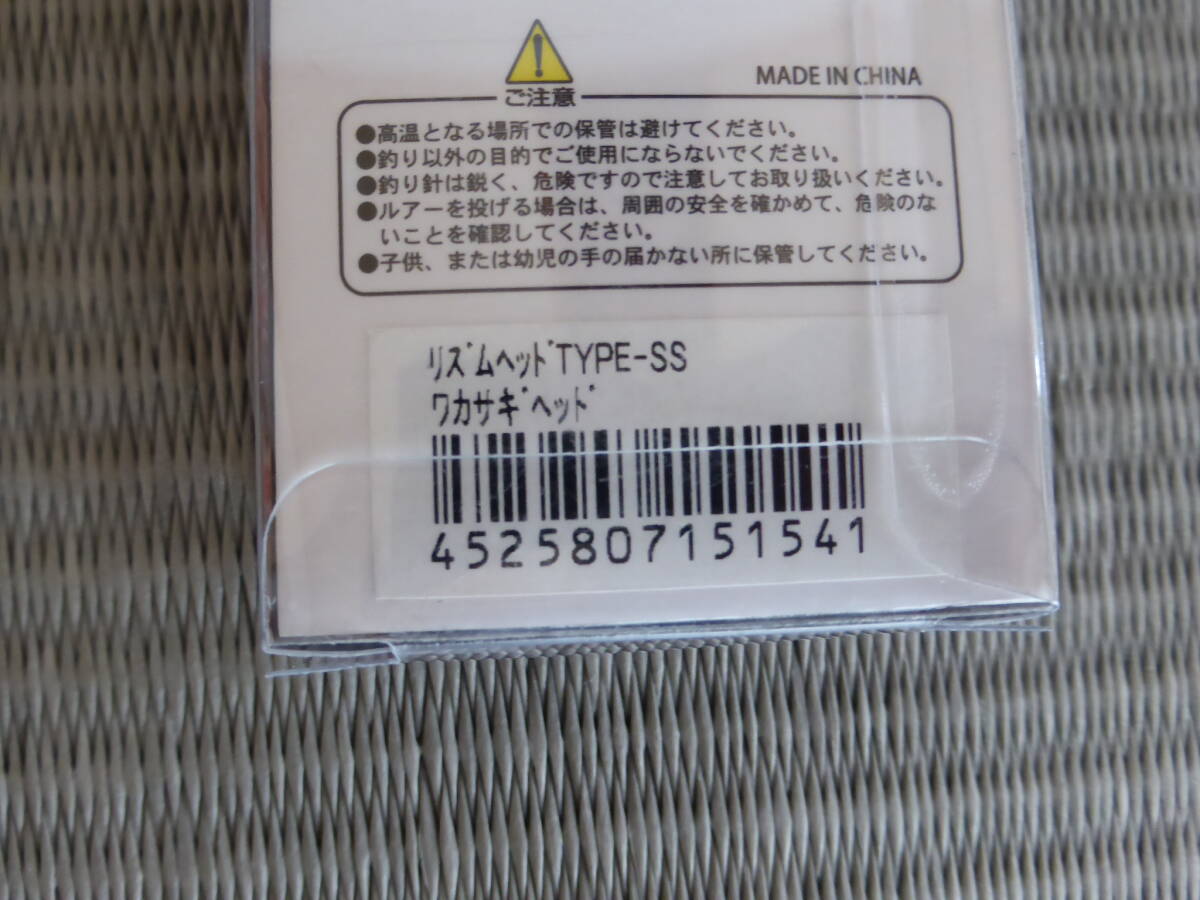 MADE IN CHINA
ご注意
●高温となる場所での保管は避けてください。
●釣り以外の目的でご使用にならないでください。
●釣り針は鋭く、危険ですので注意してお取り扱いください。
●ルアーを投げる場合は、周囲の安全を確かめて、危険のな
いことを確認してください。
●子供、または幼児の手の届かない所に保管してください。
ﾘｽﾞﾑﾍｯﾄﾞTYPE-SS
ﾜｶｻｷﾞﾍｯﾄﾞ
4525807151541